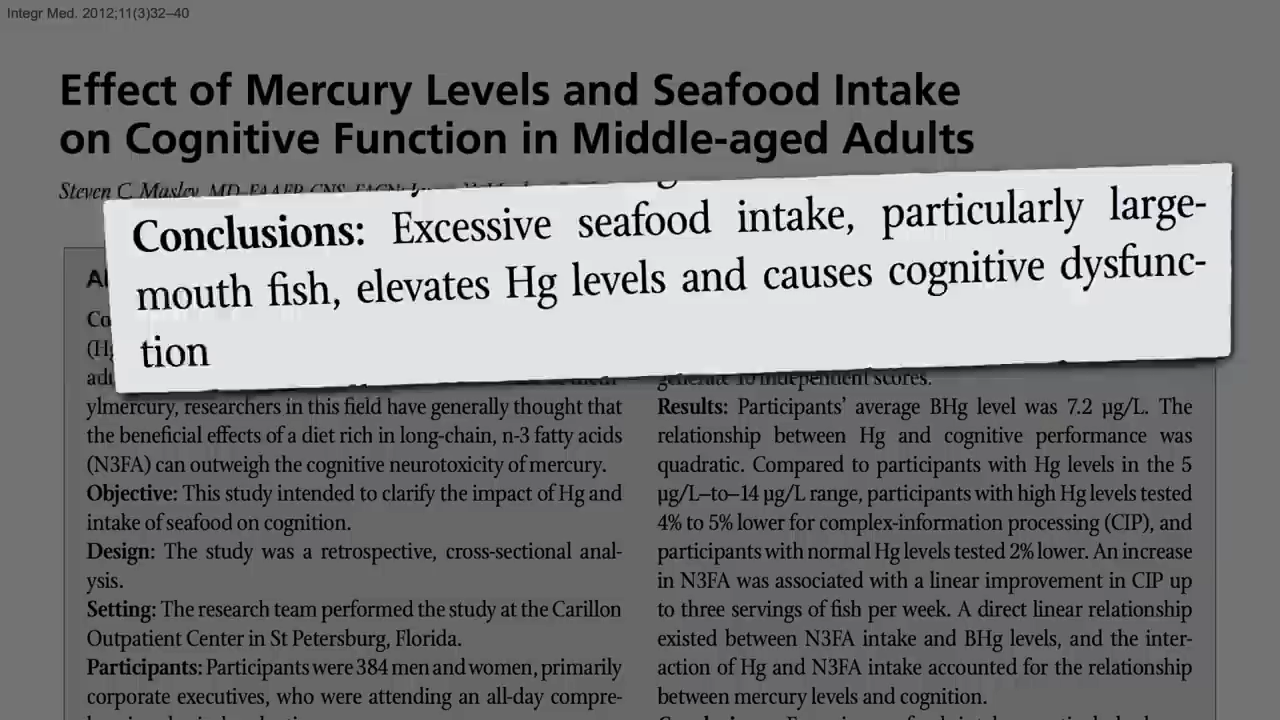 Integr Med. 2012;11(3)32–40
Effect of Mercury Levels and Seafood Intake
on Cognitive Function in Middle-aged Adults
Steven C. Masley, MD
Conclusions: Excessive seafood intake, particularly large-
mouth fish, elevates Hg levels and causes cognitive dysfunc-
tion
ylmercury, researchers in this field have generally thought that
the beneficial effects of a diet rich in long-chain, n-3 fatty acids
(N3FA) can outweigh the cognitive neurotoxicity of mercury.
Objective: This study intended to clarify the impact of Hg and
intake of seafood on cognition.
Design: The study was a retrospective, cross-sectional anal-
ysis.
Setting: The research team performed the study at the Carillon
Outpatient Center in St Petersburg, Florida.
Participants: Participants were 384 men and women, primarily
corporate executives, who were attending an all-day compre-
generate 10 independent scores.
Results: Participants’ average BHg level was 7.2 µg/L. The
relationship between Hg and cognitive performance was
quadratic. Compared to participants with Hg levels in the 5
µg/L–to–14 µg/L range, participants with high Hg levels tested
4% to 5% lower for complex-information processing (CIP), and
participants with normal Hg levels tested 2% lower. An increase
in N3FA was associated with a linear improvement in CIP up
to three servings of fish per week. A direct linear relationship
existed between N3FA intake and BHg levels, and the inter-
action of Hg and N3FA intake accounted for the relationship
between mercury levels and cognition.